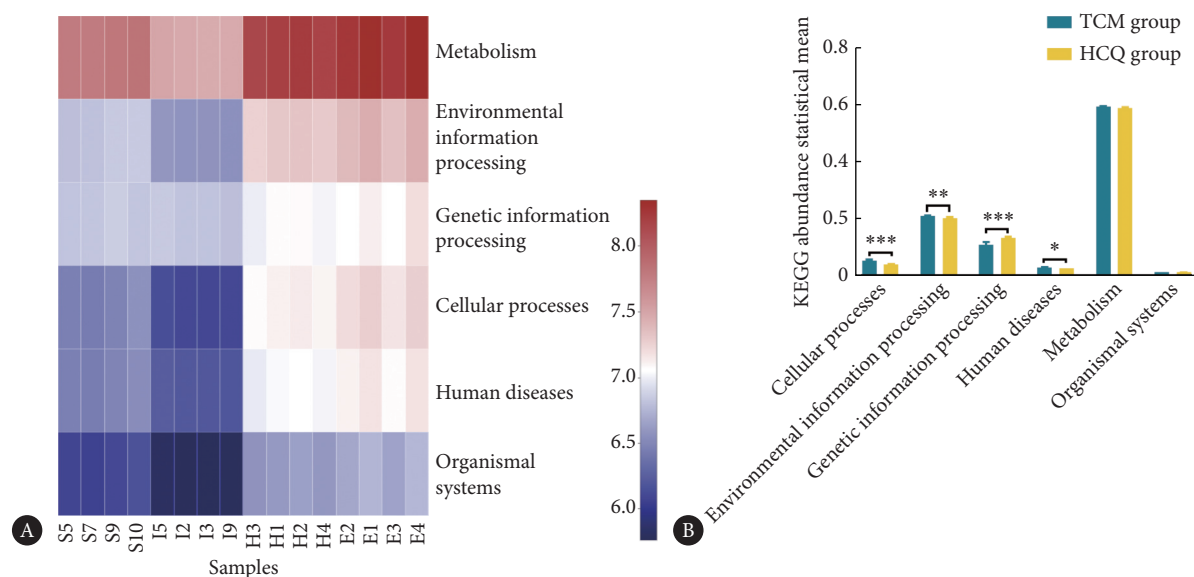 Metabolism
Environmental
information
processing
Genetic information
processing
Cellular processes
Human diseases
Organismal
systems
8.0
7.5
7.0
6.5
6.0
S5
S7
S9
S10
I5
I2
I3
I9
H3
H1
H2
H4
E2
E1
E3
E4
Samples
A
TCM group
HCQ group
KEGG abundance statistical mean
0.8
0.6
0.4
0.5
0
***
**
***
*
Cellular processes
Environmental information processing
Genetic information processing
Human diseases
Metabolism
Organismal systems
B